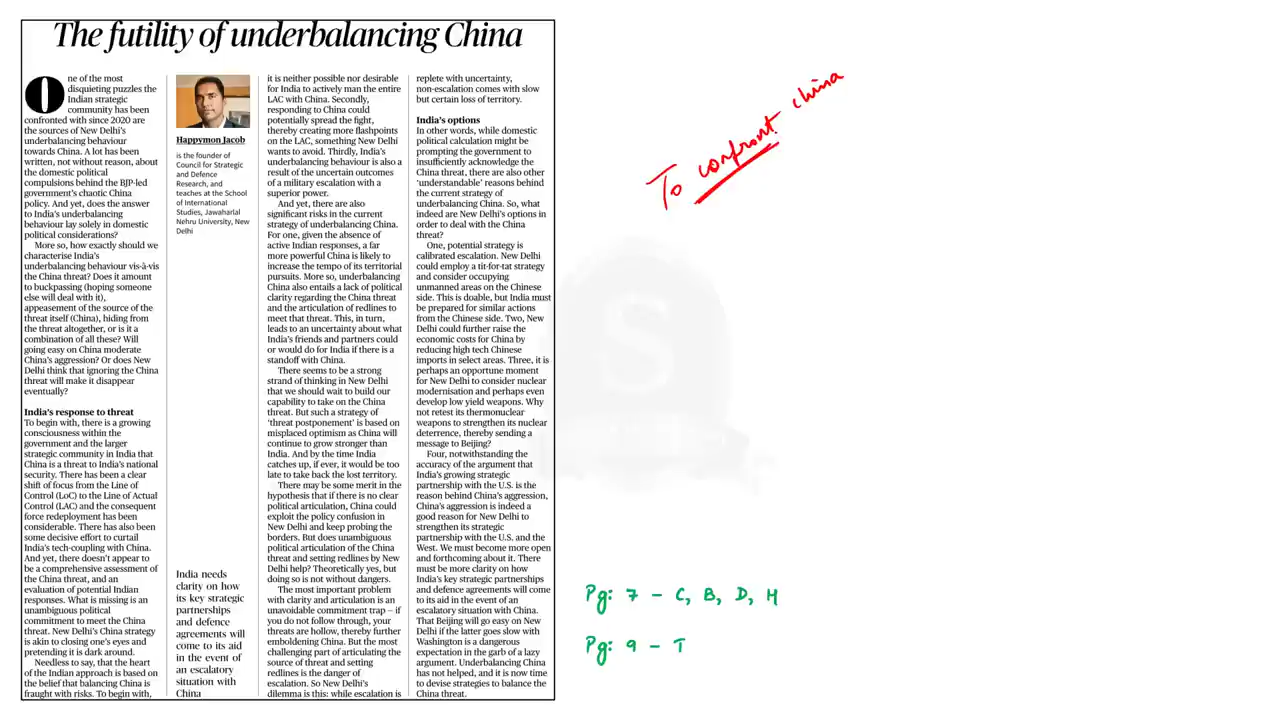 The futility of underbalancing China
One of the most
disquieting puzzles the
Indian strategic
community has been
confronted with since 2020 are
the sources of New Delhi's
underbalancing behaviour
towards China. A lot has been
written, not without reason, about
the domestic political
compulsions behind the BJP-led
government's chaotic China
policy. And yet, does the answer
to India's underbalancing
behaviour lay solely in domestic
political considerations?
More so, how exactly should we
characterise India's
underbalancing behaviour vis-à-vis
the China threat? Does it amount
to buckpassing (hoping someone
else will deal with it),
appeasement of the source of the
threat itself (China), hiding from
the threat altogether, or is it a
combination of all these? Will
going easy on China moderate
China's aggression? Or does New
Delhi think that ignoring the China
threat will make it disappear
eventually?
India's response to threat
To begin with, there is a growing
consciousness within the
government and the larger
strategic community in India that
China is a threat to India's national
security. There has been a clear
shift of focus from the Line of
Control (LoC) to the Line of Actual
Control (LAC) and the consequent
force redeployment has been
considerable. There has also been
some decisive effort to curtail
India's tech-coupling with China.
And yet, there doesn't appear to
be a comprehensive assessment of
the China threat, and an
evaluation of potential Indian
responses. What is missing is an
unambiguous political
commitment to meet the China
threat. New Delhi's China strategy
is akin to closing one's eyes and
pretending it is dark around.
Needless to say, that the heart
of the Indian approach is based on
the belief that balancing China is
fraught with risks. To begin with,
Happymon Jacob
is the founder of
Council for Strategic
and Defence
Research, and
teaches at the School
of International
Studies, Jawaharlal
Nehru University, New
Delhi
India needs
clarity on how
its key strategic
partnerships
and defence
agreements will
come to its aid
in the event of
an escalatory
situation with
China
it is neither possible nor desirable
for India to actively man the entire
LAC with China. Secondly,
responding to China could
potentially spread the fight,
thereby creating more flashpoints
on the LAC, something New Delhi
wants to avoid. Thirdly, India's
underbalancing behaviour is also a
result of the uncertain outcomes
of a military escalation with a
superior power.
And yet, there are also
significant risks in the current
strategy of underbalancing China.
For one, given the absence of
active Indian responses, a far
more powerful China is likely to
increase the tempo of its territorial
pursuits. More so, underbalancing
China also entails a lack of political
clarity regarding the China threat
and the articulation of redlines to
meet that threat. This, in turn,
leads to an uncertainty about what
India's friends and partners could
or would do for India if there is a
standoff with China.
There seems to be a strong
strand of thinking in New Delhi
that we should wait to build our
capability to take on the China
threat. But such a strategy of
'threat postponement' is based on
misplaced optimism as China will
continue to grow stronger than
India. And by the time India
catches up, if ever, it would be too
late to take back the lost territory.
There may be some merit in the
hypothesis that if there is no clear
political articulation, China could
exploit the policy confusion in
New Delhi and keep probing the
borders. But does unambiguous
political articulation of the China
threat and setting redlines by New
Delhi help? Theoretically yes, but
doing so is not without dangers.
The most important problem
with clarity and articulation is an
unavoidable commitment trap – if
you do not follow through, your
threats are hollow, thereby further
emboldening China. But the most
challenging part of articulating the
source of threat and setting
redlines is the danger of
escalation. So New Delhi's
dilemma is this: while escalation is
replete with uncertainty,
non-escalation comes with slow
but certain loss of territory.
India's options
In other words, while domestic
political calculation might be
prompting the government to
insufficiently acknowledge the
China threat, there are also other
'understandable' reasons behind
the current strategy of
underbalancing China. So, what
indeed are New Delhi's options in
order to deal with the China
threat?
One, potential strategy is
calibrated escalation. New Delhi
could employ a tit-for-tat strategy
and consider occupying
unmanned areas on the Chinese
side. This is doable, but India must
be prepared for similar actions
from the Chinese side. Two, New
Delhi could further raise the
economic costs for China by
reducing high tech Chinese
imports in select areas. Three, it is
perhaps an opportune moment
for New Delhi to consider nuclear
modernisation and perhaps even
develop low yield weapons. Why
not retest its thermonuclear
weapons to strengthen its nuclear
deterrence, thereby sending a
message to Beijing?
Four, notwithstanding the
accuracy of the argument that
India's growing strategic
partnership with the U.S. is the
reason behind China's aggression,
China's aggression is indeed a
good reason for New Delhi to
strengthen its strategic
partnership with the U.S. and the
West. We must become more open
and forthcoming about it. There
must be more clarity on how
India's key strategic partnerships
and defence agreements will come
to its aid in the event of an
escalatory situation with China.
That Beijing will go easy on New
Delhi if the latter goes slow with
Washington is a dangerous
expectation in the garb of a lazy
argument. Underbalancing China
has not helped, and it is now time
to devise strategies to balance the
China threat.
To confront china
Pg: 7 - C, B, D, H
Pg: 9 - T
S